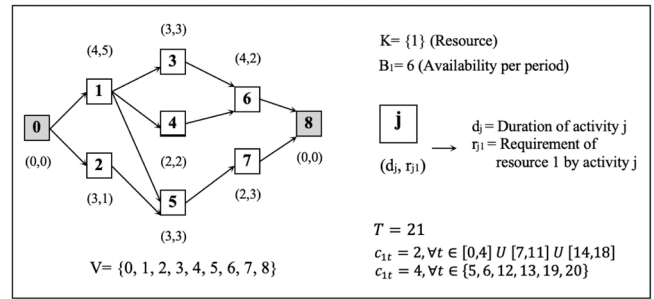 (3,3)
(4,5)
3
(4,2)
1
6
0
4
8
(0,0)
2
(2,2)
7
(0,0)
(3,1)
5
(2,3)
(3,3)
V= {0, 1, 2, 3, 4, 5, 6, 7, 8}
K= {1} (Resource)
B₁= 6 (Availability per period)
j
dⱼ = Duration of activity j
rⱼ₁ = Requirement of
resource 1 by activity j
(dⱼ, rⱼ₁)
T = 21
c₁ₜ = 2, ∀t ∈ [0,4] U [7,11] U [14,18]
c₁ₜ = 4, ∀t ∈ {5, 6, 12, 13, 19, 20}